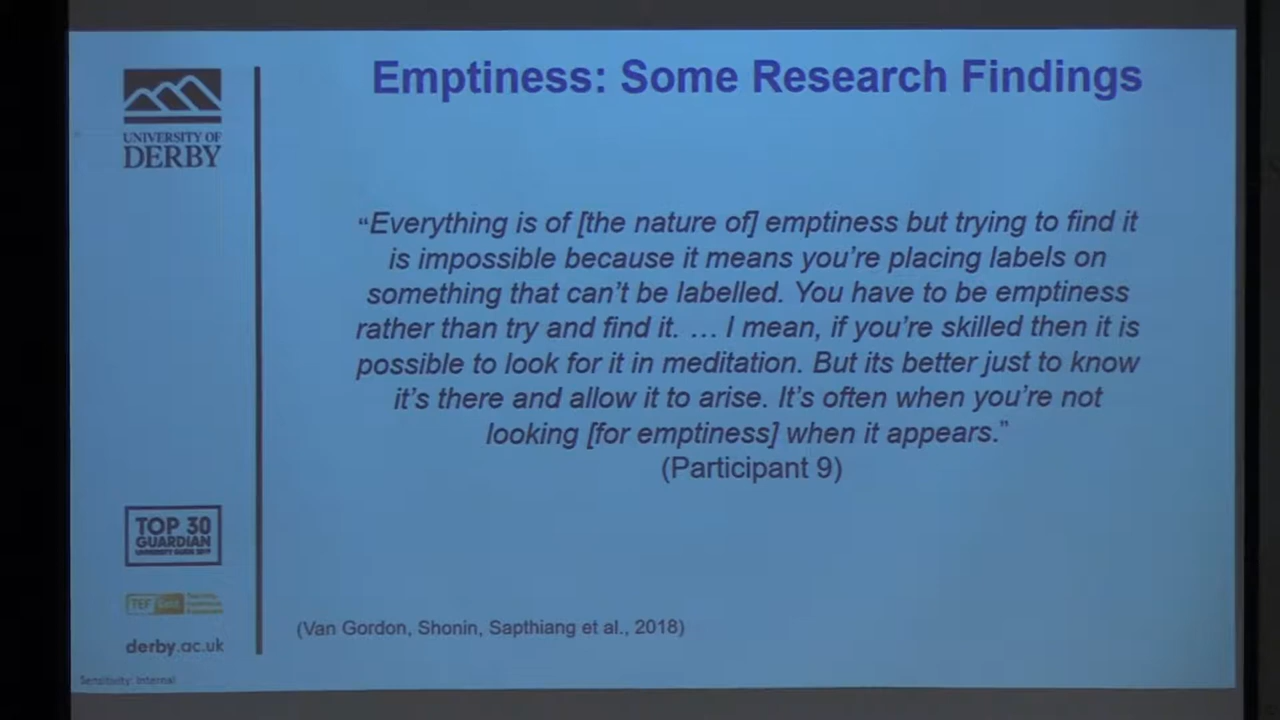 Emptiness: Some Research Findings
UNIVERSITY OF
DERBY
“Everything is of [the nature of] emptiness but trying to find it
is impossible because it means you’re placing labels on
something that can’t be labelled. You have to be emptiness
rather than try and find it. … I mean, if you’re skilled then it is
possible to look for it in meditation. But its better just to know
it’s there and allow it to arise. It’s often when you’re not
looking [for emptiness] when it appears.”
(Participant 9)
TOP 30
GUARDIAN
UNIVERSITY GUIDE 2019
TEF Gold
(Van Gordon, Shonin, Sapthiang et al., 2018)
derby.ac.uk
Sensitivity: Internal